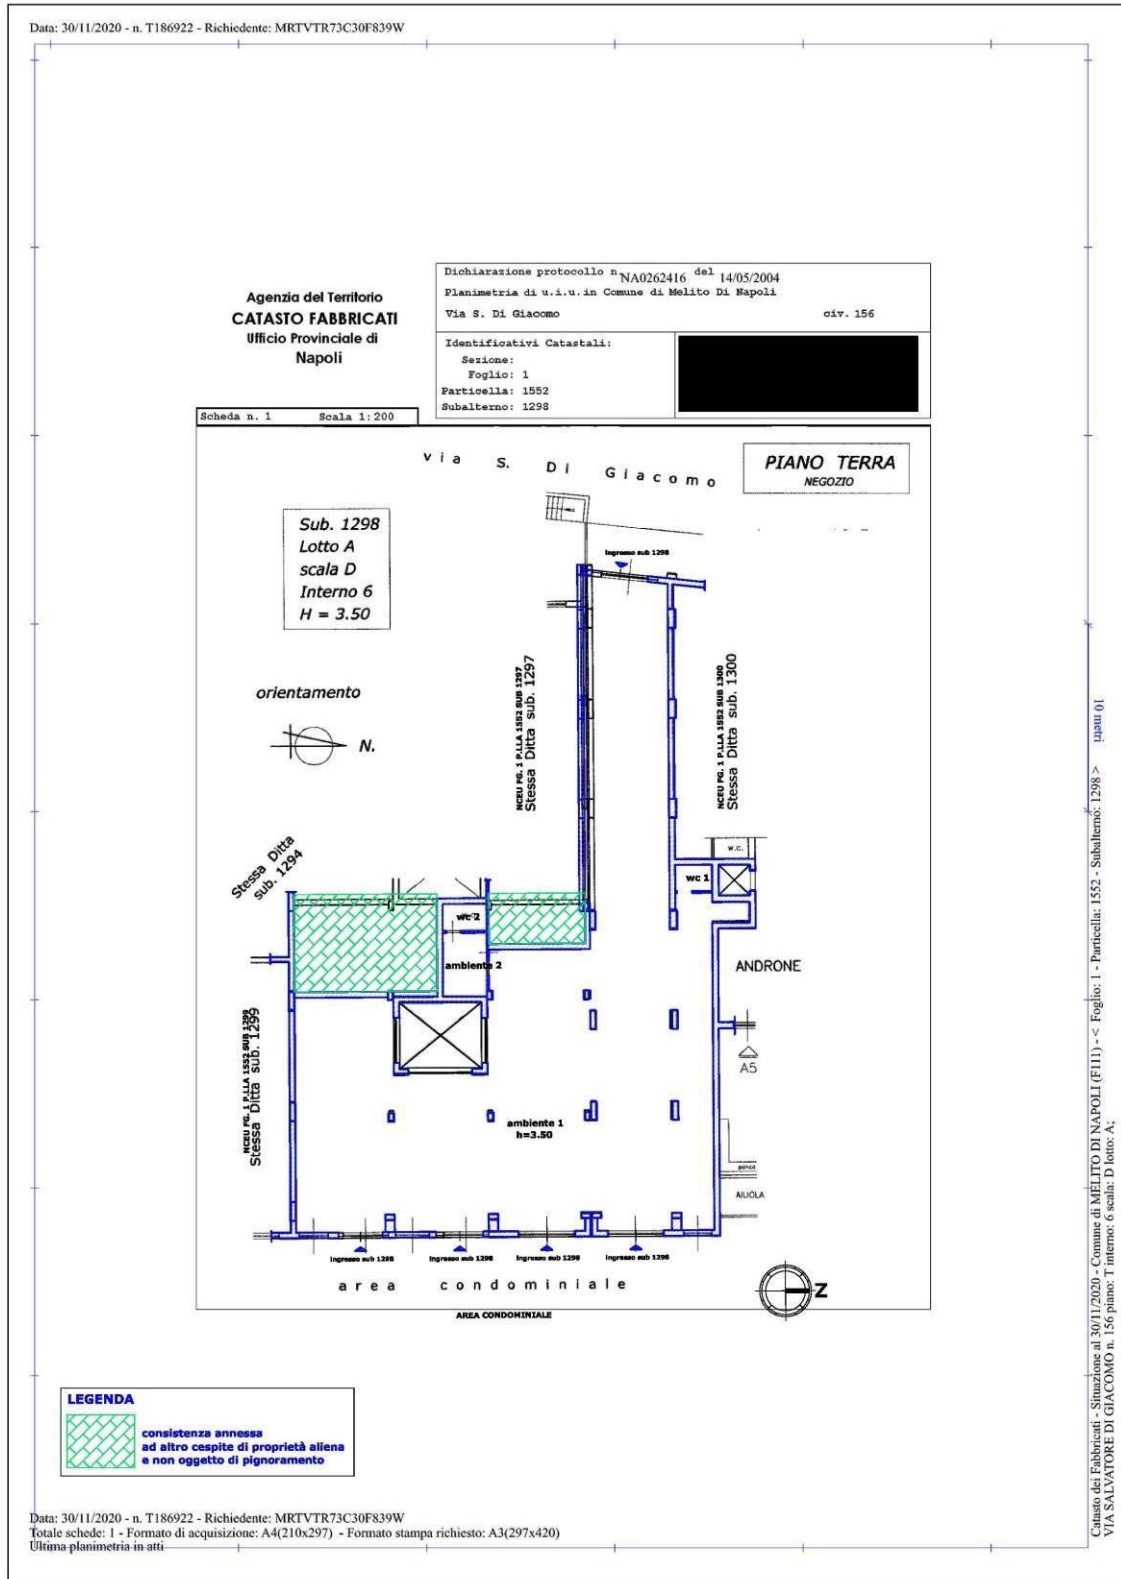 Data: 30/11/2020 - n. T186922 - Richiedente: MRTVTR73C30F839W
Agenzia del Territorio
CATASTO FABBRICATI
Ufficio Provinciale di
Napoli
Dichiarazione protocollo n. NA0262416 del 14/05/2004
Planimetria di u.i.u. in Comune di Melito Di Napoli
Via S. Di Giacomo civ. 156
Identificativi Catastali:
Sezione:
Foglio: 1
Particella: 1552
Subalterno: 1298
Scheda n. 1 Scala 1:200
via S. Di Giacomo
PIANO TERRA
NEGOZIO
Sub. 1298
Lotto A
scala D
Interno 6
H = 3.50
Ingresso sub 1298
orientamento
N.
NCEU FG. 1 P.LLA 1552 SUB 1297
Stessa Ditta sub. 1297
NCEU FG. 1 P.LLA 1552 SUB 1300
Stessa Ditta sub. 1300
Stessa Ditta
sub. 1294
w.c.
wc 1
wc 2
ambiente 2
ANDRONE
A5
NCEU FG. 1 P.LLA 1552 SUB 1299
Stessa Ditta sub. 1299
ambiente 1
h=3.50
AIUOLA
Ingresso sub 1298 Ingresso sub 1298 Ingresso sub 1298 Ingresso sub 1298
area condominiale
Z
AREA CONDOMINIALE
LEGENDA
consistenza annessa
ad altro cespite di proprietà aliena
e non oggetto di pignoramento
Data: 30/11/2020 - n. T186922 - Richiedente: MRTVTR73C30F839W
Totale schede: 1 - Formato di acquisizione: A4(210x297) - Formato stampa richiesto: A3(297x420)
Ultima planimetria in atti
10 metri
Catasto dei Fabbricati - Situazione al 30/11/2020 - Comune di MELITO DI NAPOLI (F111) - < Foglio: 1 - Particella: 1552 - Subalterno: 1298 >
VIA SALVATORE DI GIACOMO n. 156 piano: T interno: 6 scala: D lotto: A;